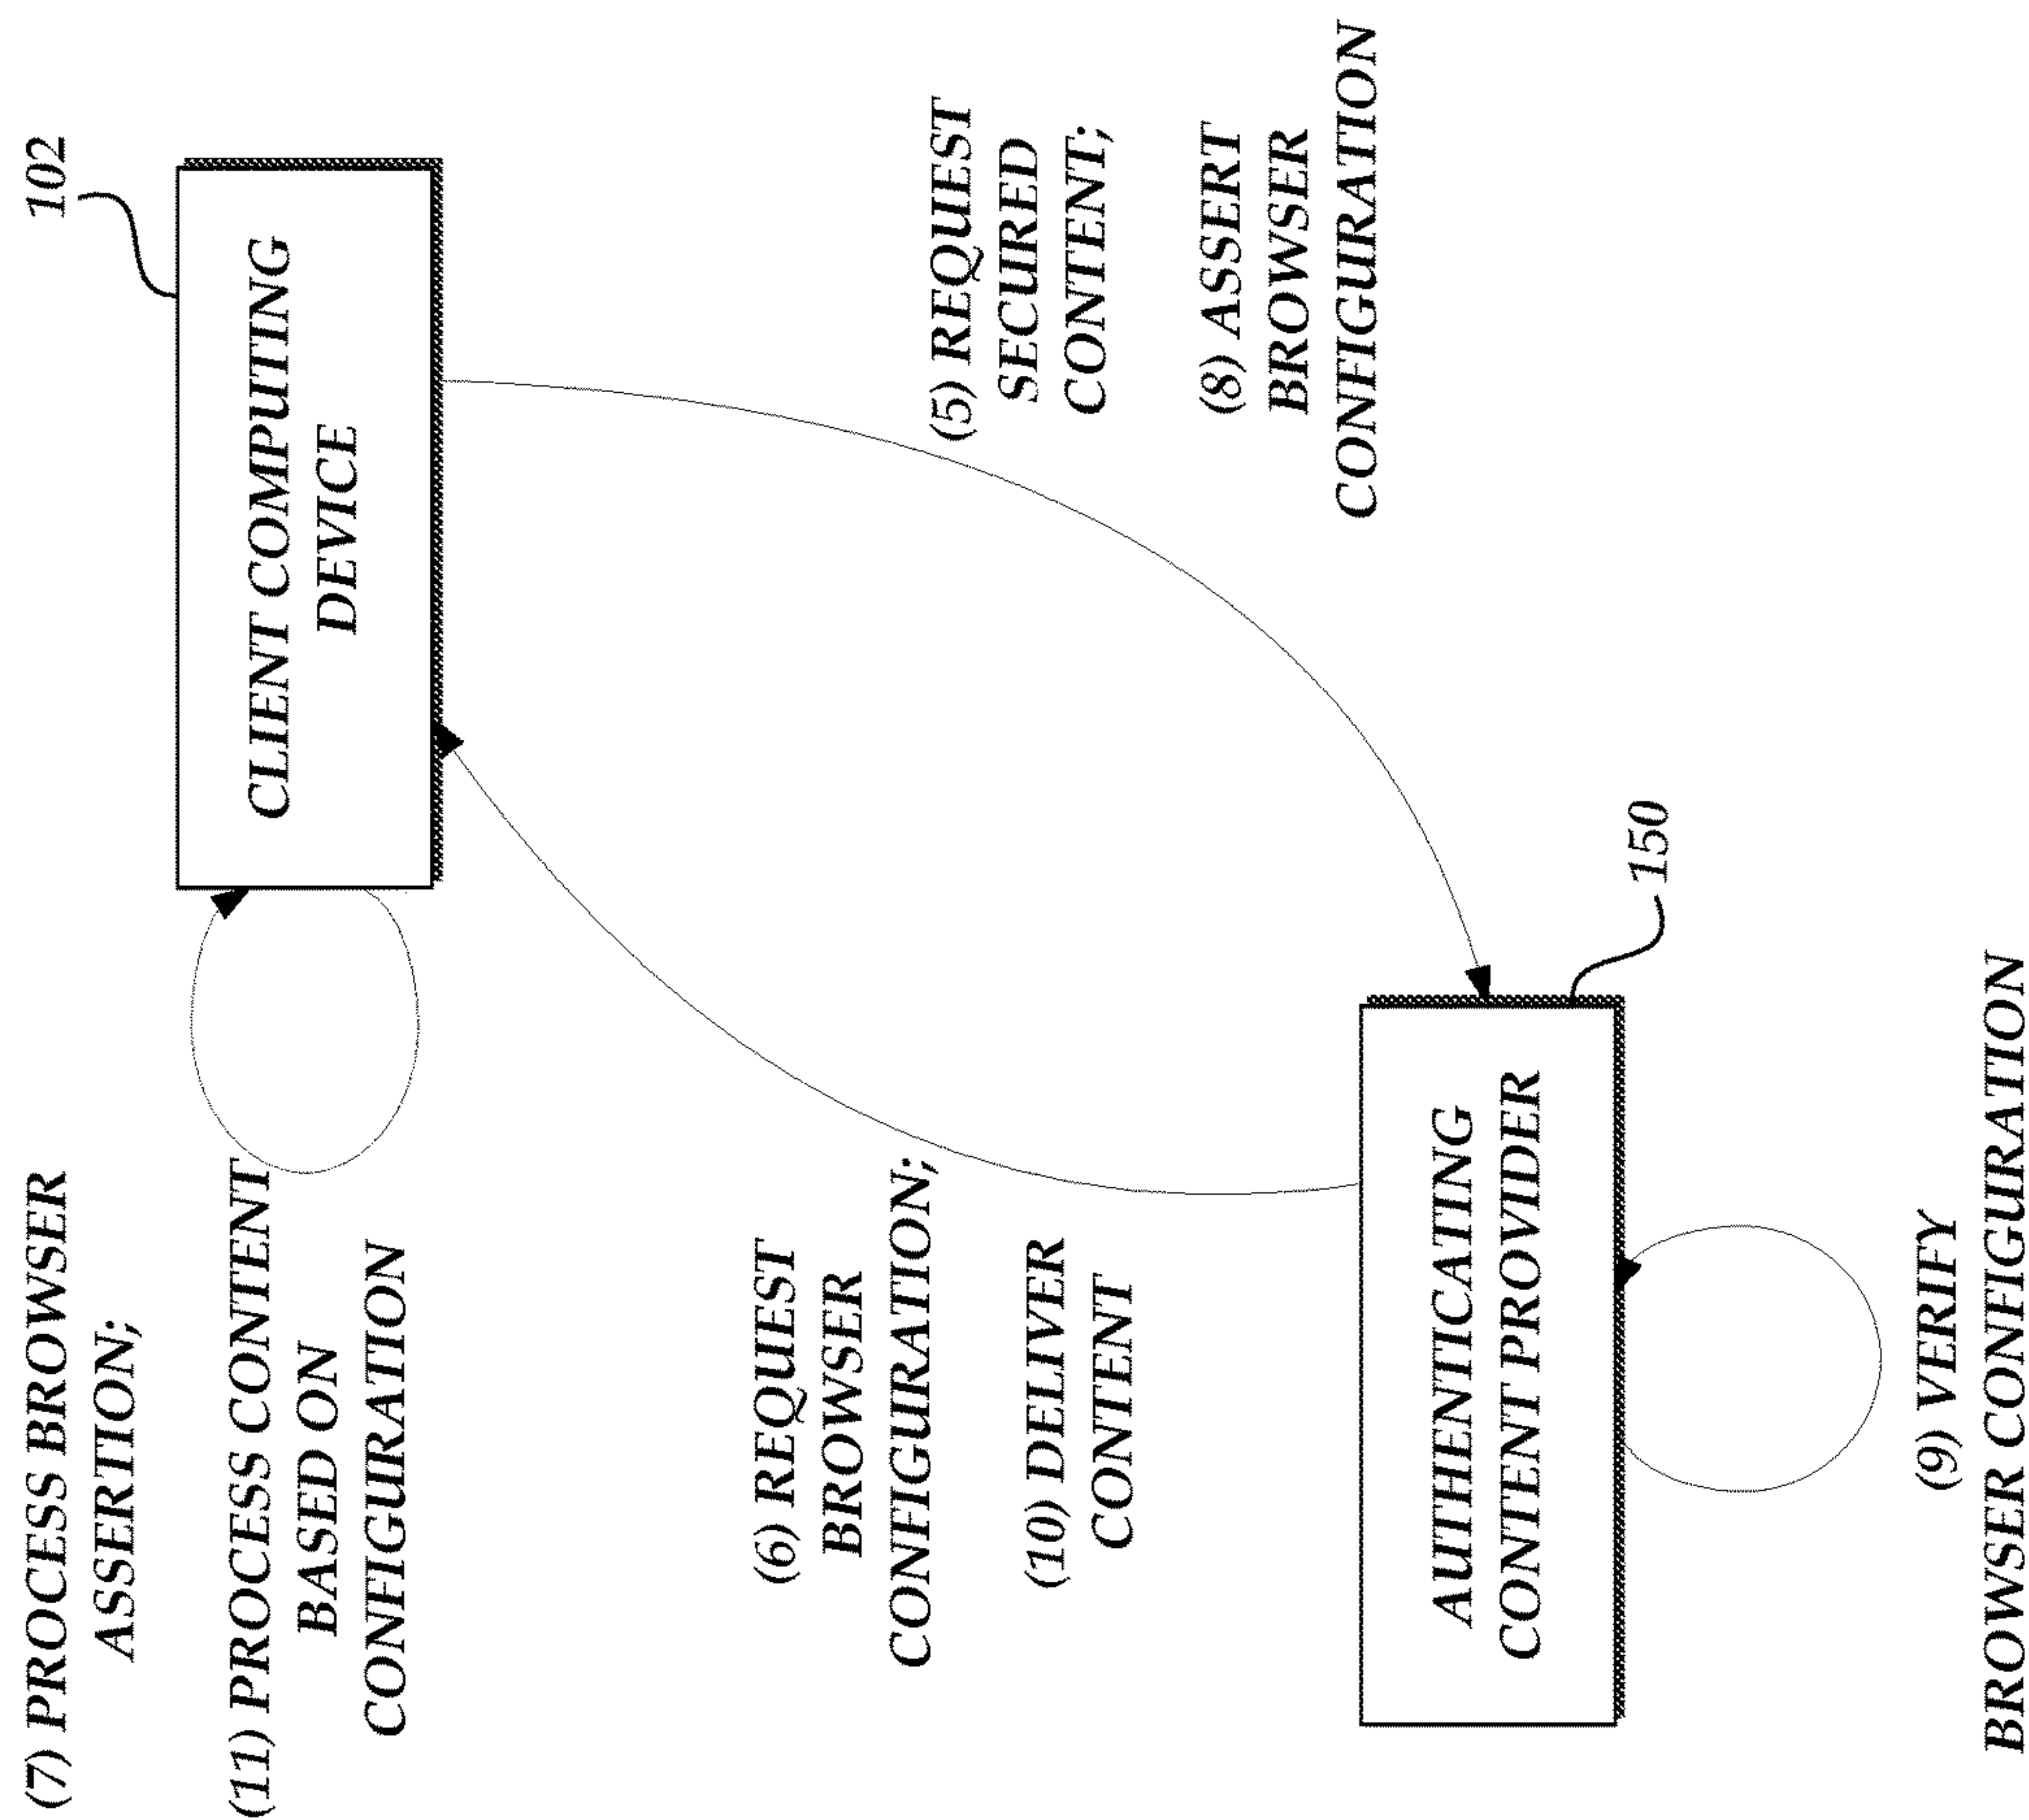 (7) PROCESS BROWSER
ASSERTION;
(11) PROCESS CONTENT
BASED ON
CONFIGURATION
102
CLIENT COMPUTING
DEVICE
(6) REQUEST
BROWSER
CONFIGURATION;
(10) DELIVER
CONTENT
(5) REQUEST
SECURED
CONTENT;
(8) ASSERT
BROWSER
CONFIGURATION
150
AUTHENTICATING
CONTENT PROVIDER
(9) VERIFY
BROWSER CONFIGURATION